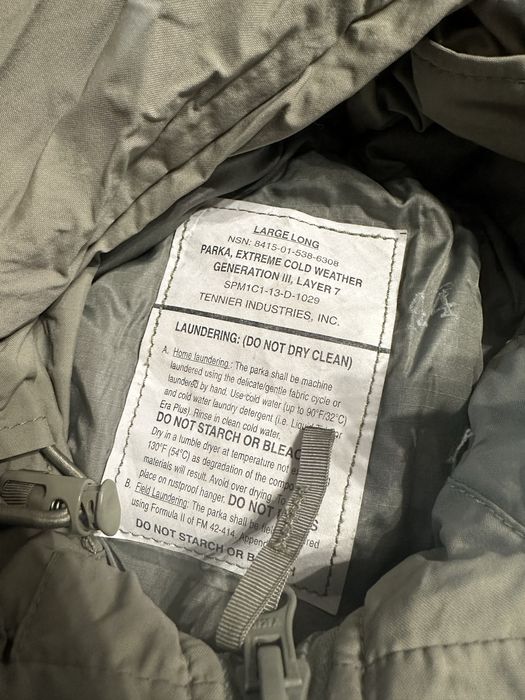 LARGE LONG
NSN: 8415-01-538-6308
PARKA, EXTREME COLD WEATHER
GENERATION III, LAYER 7
SPM1C1-13-D-1029
TENNIER INDUSTRIES, INC.
LAUNDERING: (DO NOT DRY CLEAN)
A. Home laundering: The parka shall be machine
laundered using the delicate/gentle fabric cycle or
laundered by hand. Use cold water (up to 90°F/32°C)
and cold water laundry detergent (i.e.
Era Plus). Rinse in clean cold water.
DO NOT STARCH OR
Dry in a tumble dryer at temperature not
130°F (54°C) as degradation of the
materials will result. Avoid over drying. To
place on rustproof hanger. DO NOT
B. Field Laundering: The parka shall be
using Formula II of FM 42-414,
DO NOT STARCH OR